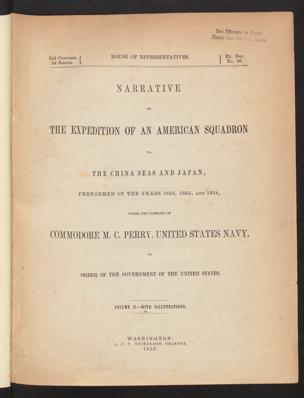 33d Congress,
2d Session.
HOUSE OF REPRESENTATIVES.
Ex. Doc.
No. 97.
NARRATIVE
OF
THE EXPEDITION OF AN AMERICAN SQUADRON
TO
THE CHINA SEAS AND JAPAN,
PERFORMED IN THE YEARS 1852, 1853, AND 1854,
UNDER THE COMMAND OF
COMMODORE M. C. PERRY, UNITED STATES NAVY,
BY
ORDER OF THE GOVERNMENT OF THE UNITED STATES.
VOLUME II—WITH ILLUSTRATIONS.
WASHINGTON:
A. O. P. NICHOLSON, PRINTER.
1856.